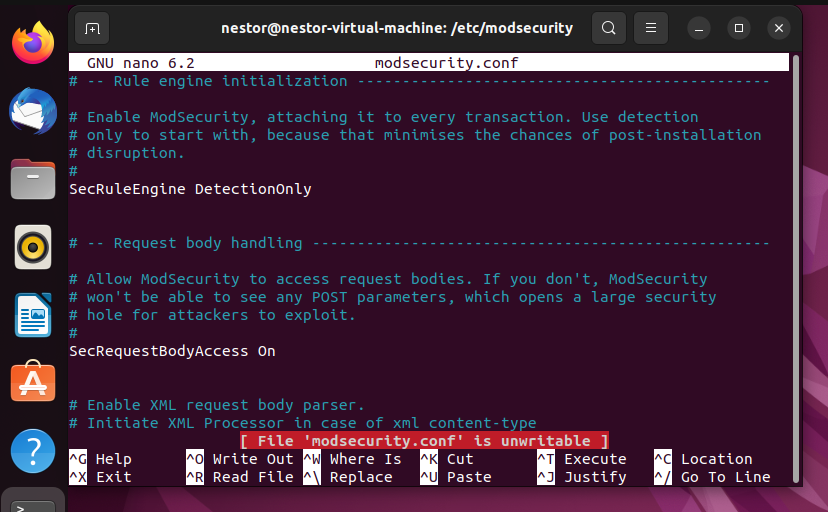 nestor@nestor-virtual-machine: /etc/modsecurity
GNU nano 6.2 modsecurity.conf
# -- Rule engine initialization ----------------------------------------------
# Enable ModSecurity, attaching it to every transaction. Use detection
# only to start with, because that minimises the chances of post-installation
# disruption.
#
SecRuleEngine DetectionOnly
# -- Request body handling ---------------------------------------------------
# Allow ModSecurity to access request bodies. If you don't, ModSecurity
# won't be able to see any POST parameters, which opens a large security
# hole for attackers to exploit.
#
SecRequestBodyAccess On
# Enable XML request body parser.
# Initiate XML Processor in case of xml content-type
[ File 'modsecurity.conf' is unwritable ]
^G Help ^O Write Out ^W Where Is ^K Cut ^T Execute ^C Location
^X Exit ^R Read File ^\ Replace ^U Paste ^J Justify ^/ Go To Line